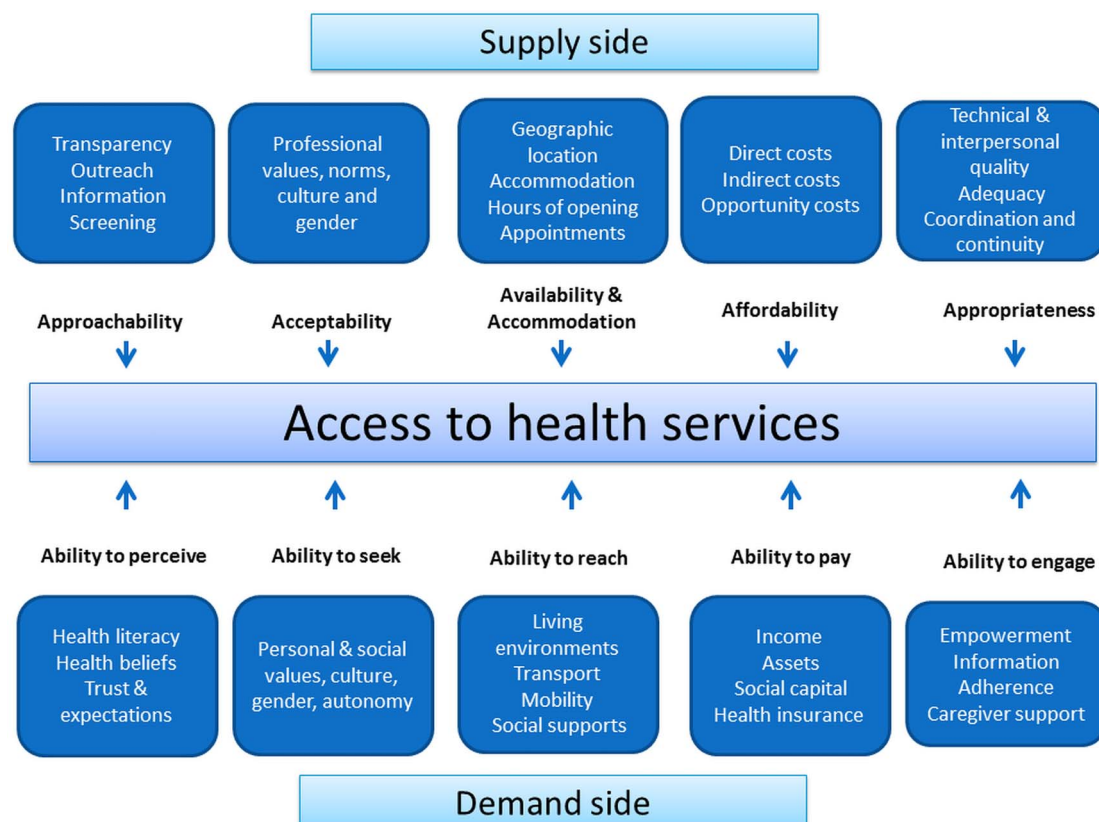 Supply side
Transparency
Outreach
Information
Screening
Professional
values, norms,
culture and
gender
Geographic
location
Accommodation
Hours of opening
Appointments
Direct costs
Indirect costs
Opportunity costs
Technical &
interpersonal
quality
Adequacy
Coordination and
continuity
Approachability
Acceptability
Availability &
Accommodation
Affordability
Appropriateness
Access to health services
Ability to perceive
Ability to seek
Ability to reach
Ability to pay
Ability to engage
Health literacy
Health beliefs
Trust &
expectations
Personal & social
values, culture,
gender, autonomy
Living
environments
Transport
Mobility
Social supports
Income
Assets
Social capital
Health insurance
Empowerment
Information
Adherence
Caregiver support
Demand side